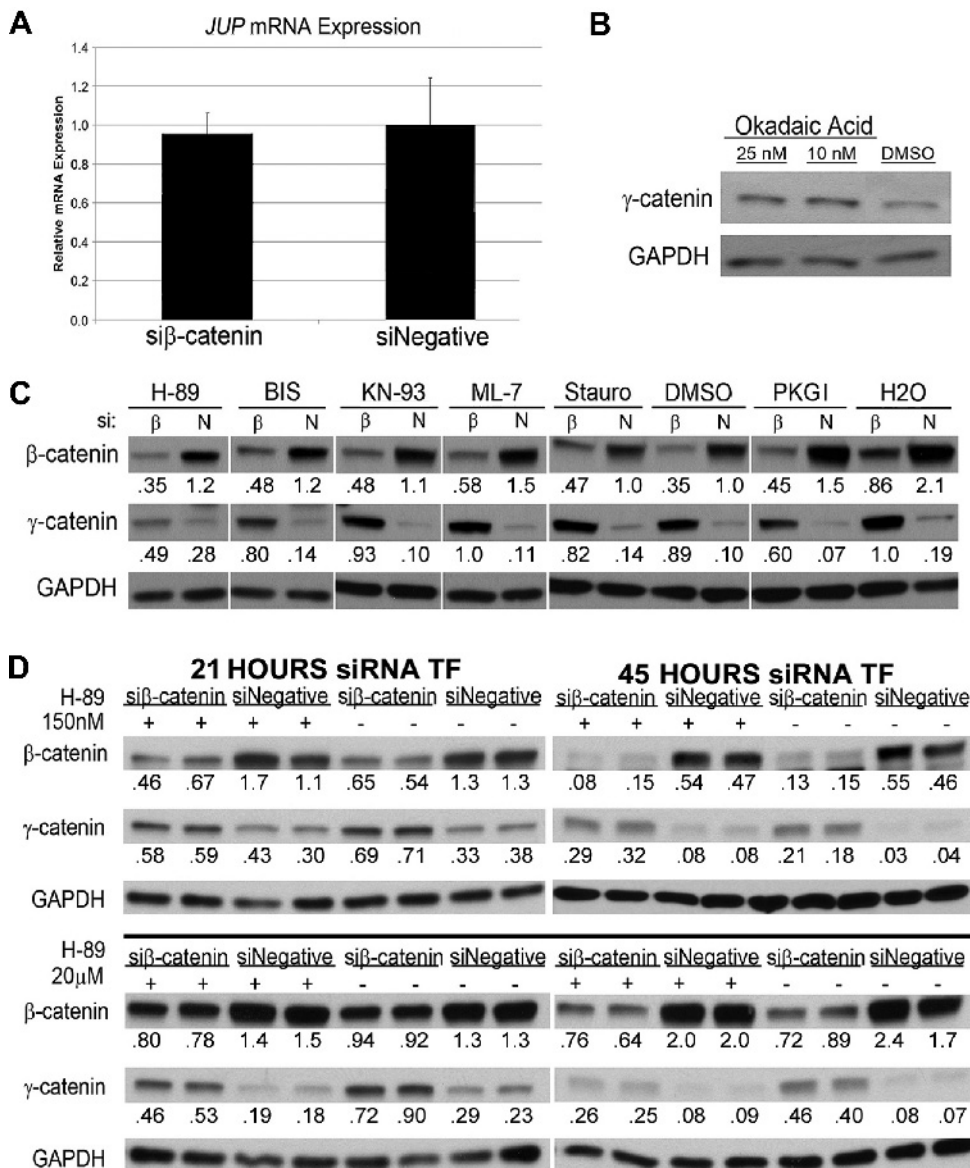 A
JUP mRNA Expression
Relative mRNA Expression
1.4
1.2
1.0
0.8
0.6
0.4
0.2
0.0
siβ-catenin siNegative
B
Okadaic Acid
25 nM 10 nM DMSO
γ-catenin
GAPDH
C
H-89 BIS KN-93 ML-7 Stauro DMSO PKGI H2O
si: β N β N β N β N β N β N β N β N
β-catenin
.35 1.2 .48 1.2 .48 1.1 .58 1.5 .47 1.0 .35 1.0 .45 1.5 .86 2.1
γ-catenin
.49 .28 .80 .14 .93 .10 1.0 .11 .82 .14 .89 .10 .60 .07 1.0 .19
GAPDH
D
21 HOURS siRNA TF 45 HOURS siRNA TF
H-89 siβ-catenin siNegative siβ-catenin siNegative siβ-catenin siNegative siβ-catenin siNegative
150nM + + + + - - - - + + + + - - - -
β-catenin
.46 .67 1.7 1.1 .65 .54 1.3 1.3 .08 .15 .54 .47 .13 .15 .55 .46
γ-catenin
.58 .59 .43 .30 .69 .71 .33 .38 .29 .32 .08 .08 .21 .18 .03 .04
GAPDH
H-89 siβ-catenin siNegative siβ-catenin siNegative siβ-catenin siNegative siβ-catenin siNegative
20μM + + + + - - - - + + + + - - - -
β-catenin
.80 .78 1.4 1.5 .94 .92 1.3 1.3 .76 .64 2.0 2.0 .72 .89 2.4 1.7
γ-catenin
.46 .53 .19 .18 .72 .90 .29 .23 .26 .25 .08 .09 .46 .40 .08 .07
GAPDH